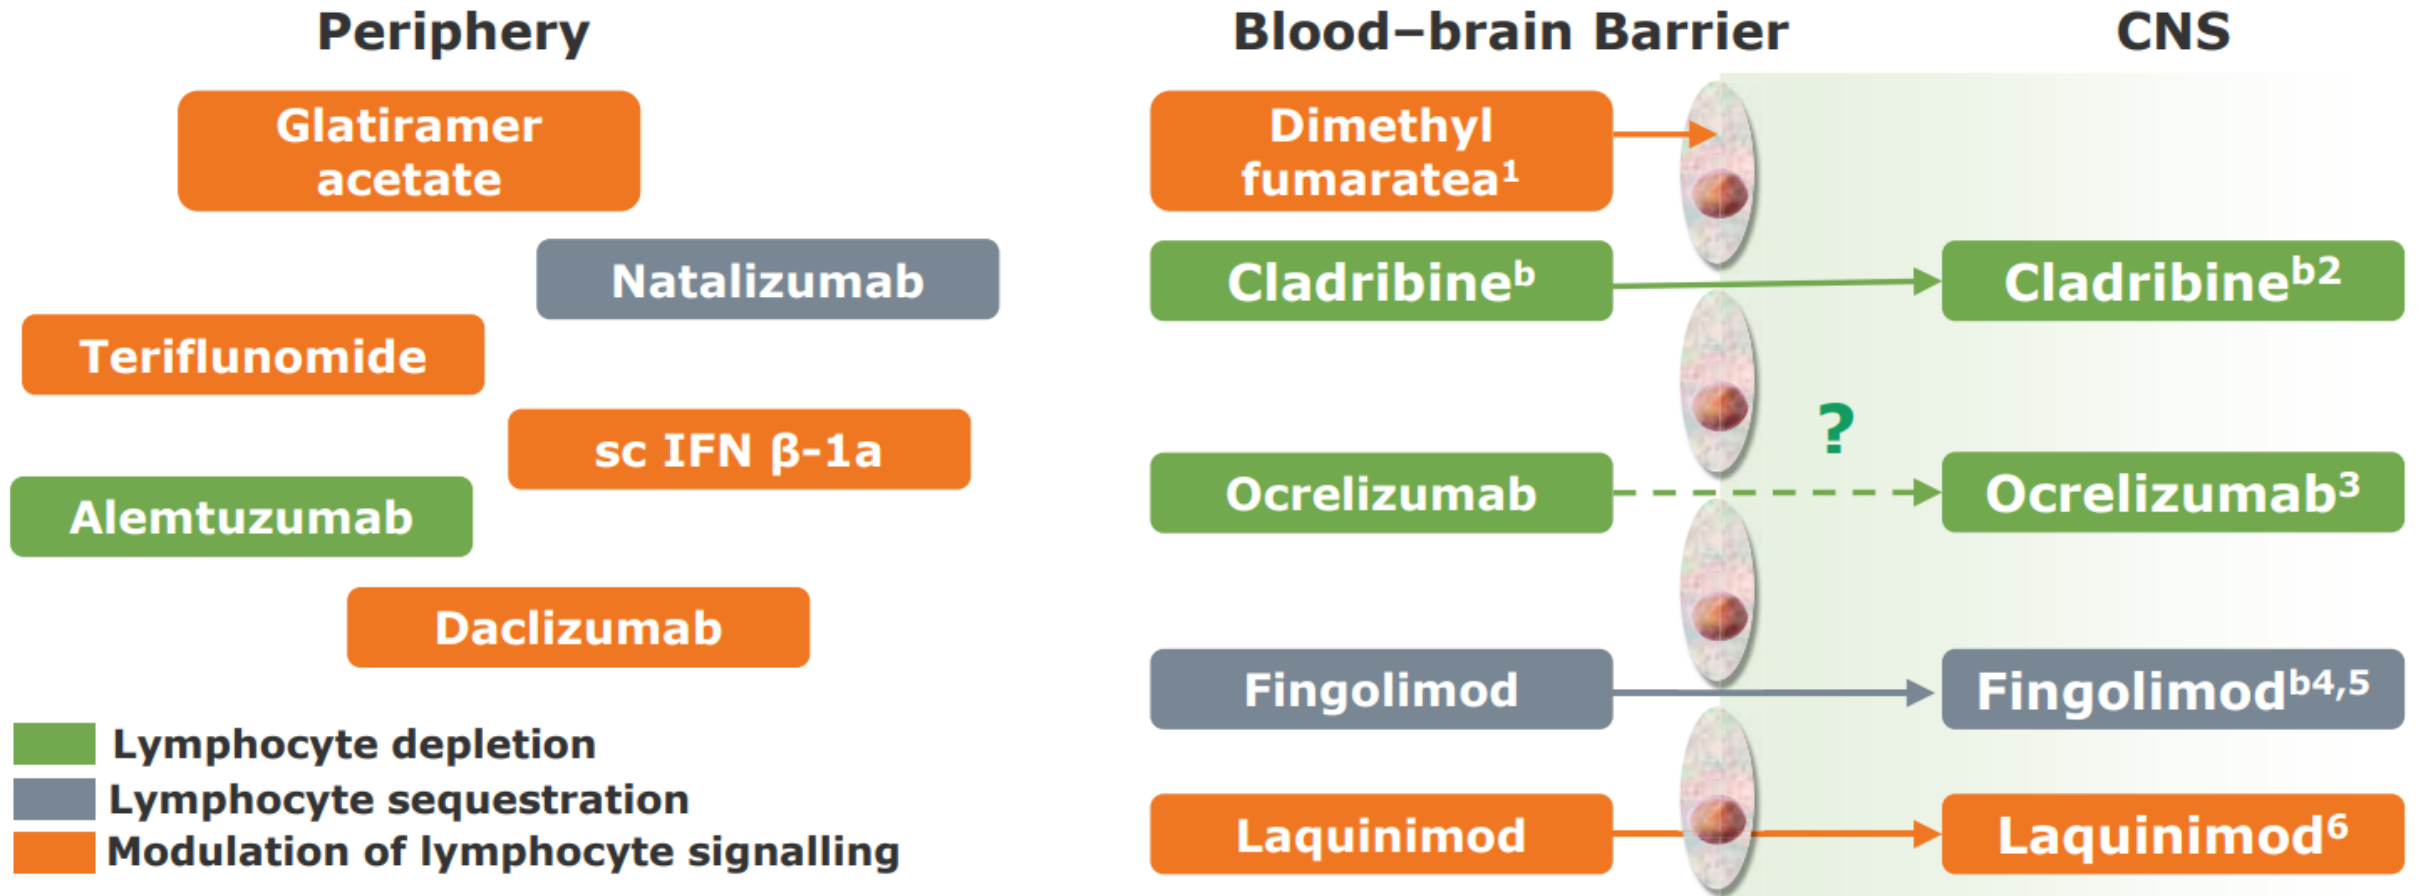 Periphery
Blood–brain Barrier
CNS
Glatiramer
acetate
Natalizumab
Teriflunomide
sc IFN β-1a
Alemtuzumab
Daclizumab
Lymphocyte depletion
Lymphocyte sequestration
Modulation of lymphocyte signalling
Dimethyl
fumaratea¹
Cladribineᵇ
Cladribineᵇ²
?
Ocrelizumab
Ocrelizumab³
Fingolimod
Fingolimodᵇ⁴,⁵
Laquinimod
Laquinimod⁶